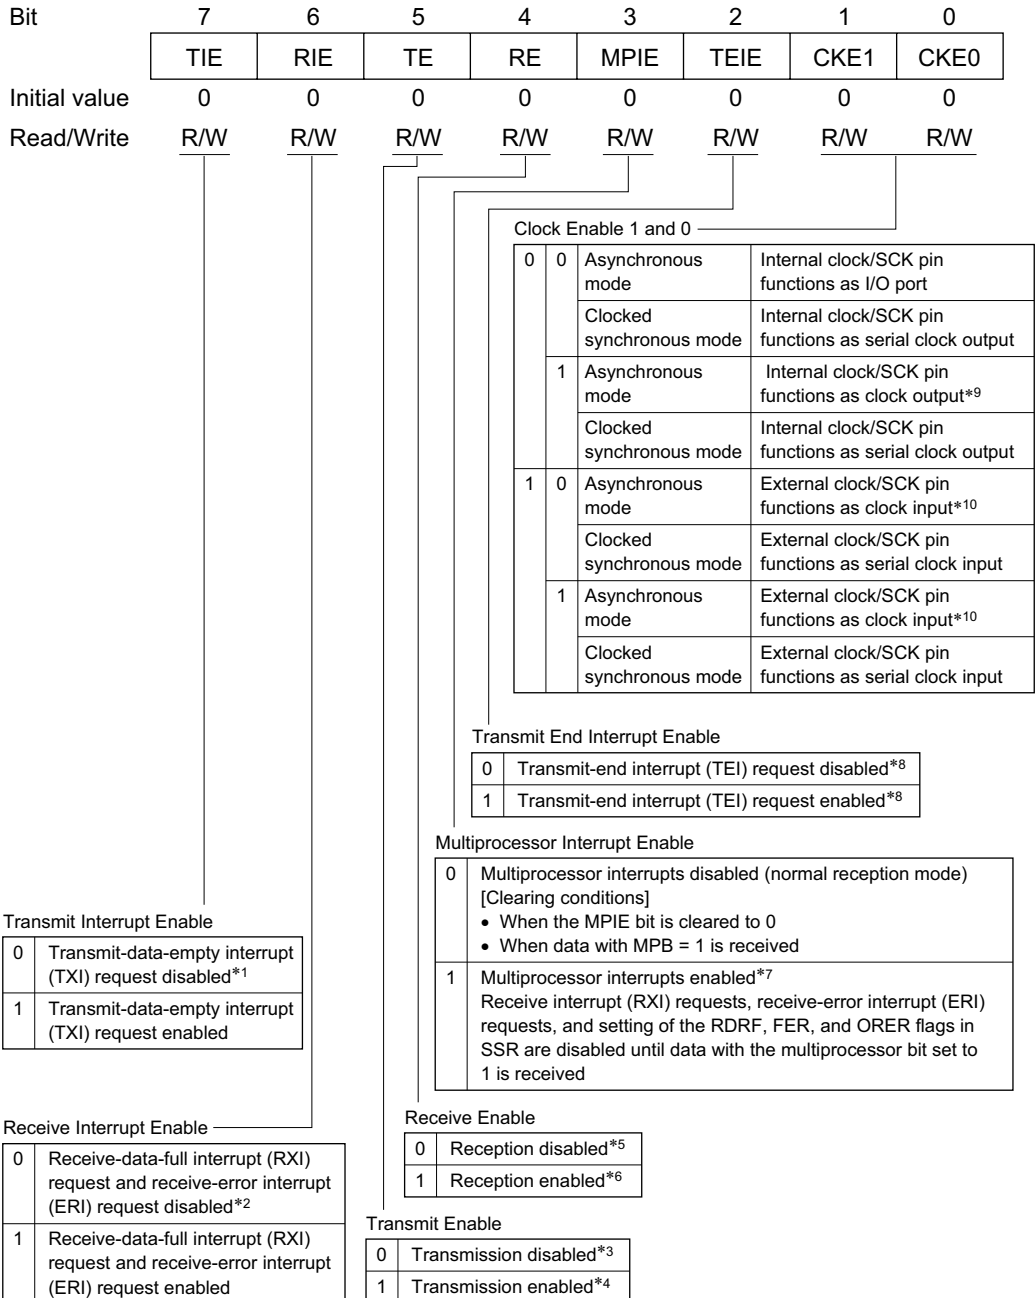 Bit 7 6 5 4 3 2 1 0
TIE RIE TE RE MPIE TEIE CKE1 CKE0
Initial value 0 0 0 0 0 0 0 0
Read/Write R/W R/W R/W R/W R/W R/W R/W R/W
Clock Enable 1 and 0
0 0 Asynchronous mode Internal clock/SCK pin functions as I/O port
Clocked synchronous mode Internal clock/SCK pin functions as serial clock output
1 Asynchronous mode Internal clock/SCK pin functions as clock output*9
Clocked synchronous mode Internal clock/SCK pin functions as serial clock output
1 0 Asynchronous mode External clock/SCK pin functions as clock input*10
Clocked synchronous mode External clock/SCK pin functions as serial clock input
1 Asynchronous mode External clock/SCK pin functions as clock input*10
Clocked synchronous mode External clock/SCK pin functions as serial clock input
Transmit End Interrupt Enable
0 Transmit-end interrupt (TEI) request disabled*8
1 Transmit-end interrupt (TEI) request enabled*8
Multiprocessor Interrupt Enable
0 Multiprocessor interrupts disabled (normal reception mode)
[Clearing conditions]
• When the MPIE bit is cleared to 0
• When data with MPB = 1 is received
1 Multiprocessor interrupts enabled*7
Receive interrupt (RXI) requests, receive-error interrupt (ERI)
requests, and setting of the RDRF, FER, and ORER flags in
SSR are disabled until data with the multiprocessor bit set to
1 is received
Transmit Interrupt Enable
0 Transmit-data-empty interrupt
(TXI) request disabled*1
1 Transmit-data-empty interrupt
(TXI) request enabled
Receive Enable
0 Reception disabled*5
1 Reception enabled*6
Receive Interrupt Enable
0 Receive-data-full interrupt (RXI)
request and receive-error interrupt
(ERI) request disabled*2
1 Receive-data-full interrupt (RXI)
request and receive-error interrupt
(ERI) request enabled
Transmit Enable
0 Transmission disabled*3
1 Transmission enabled*4